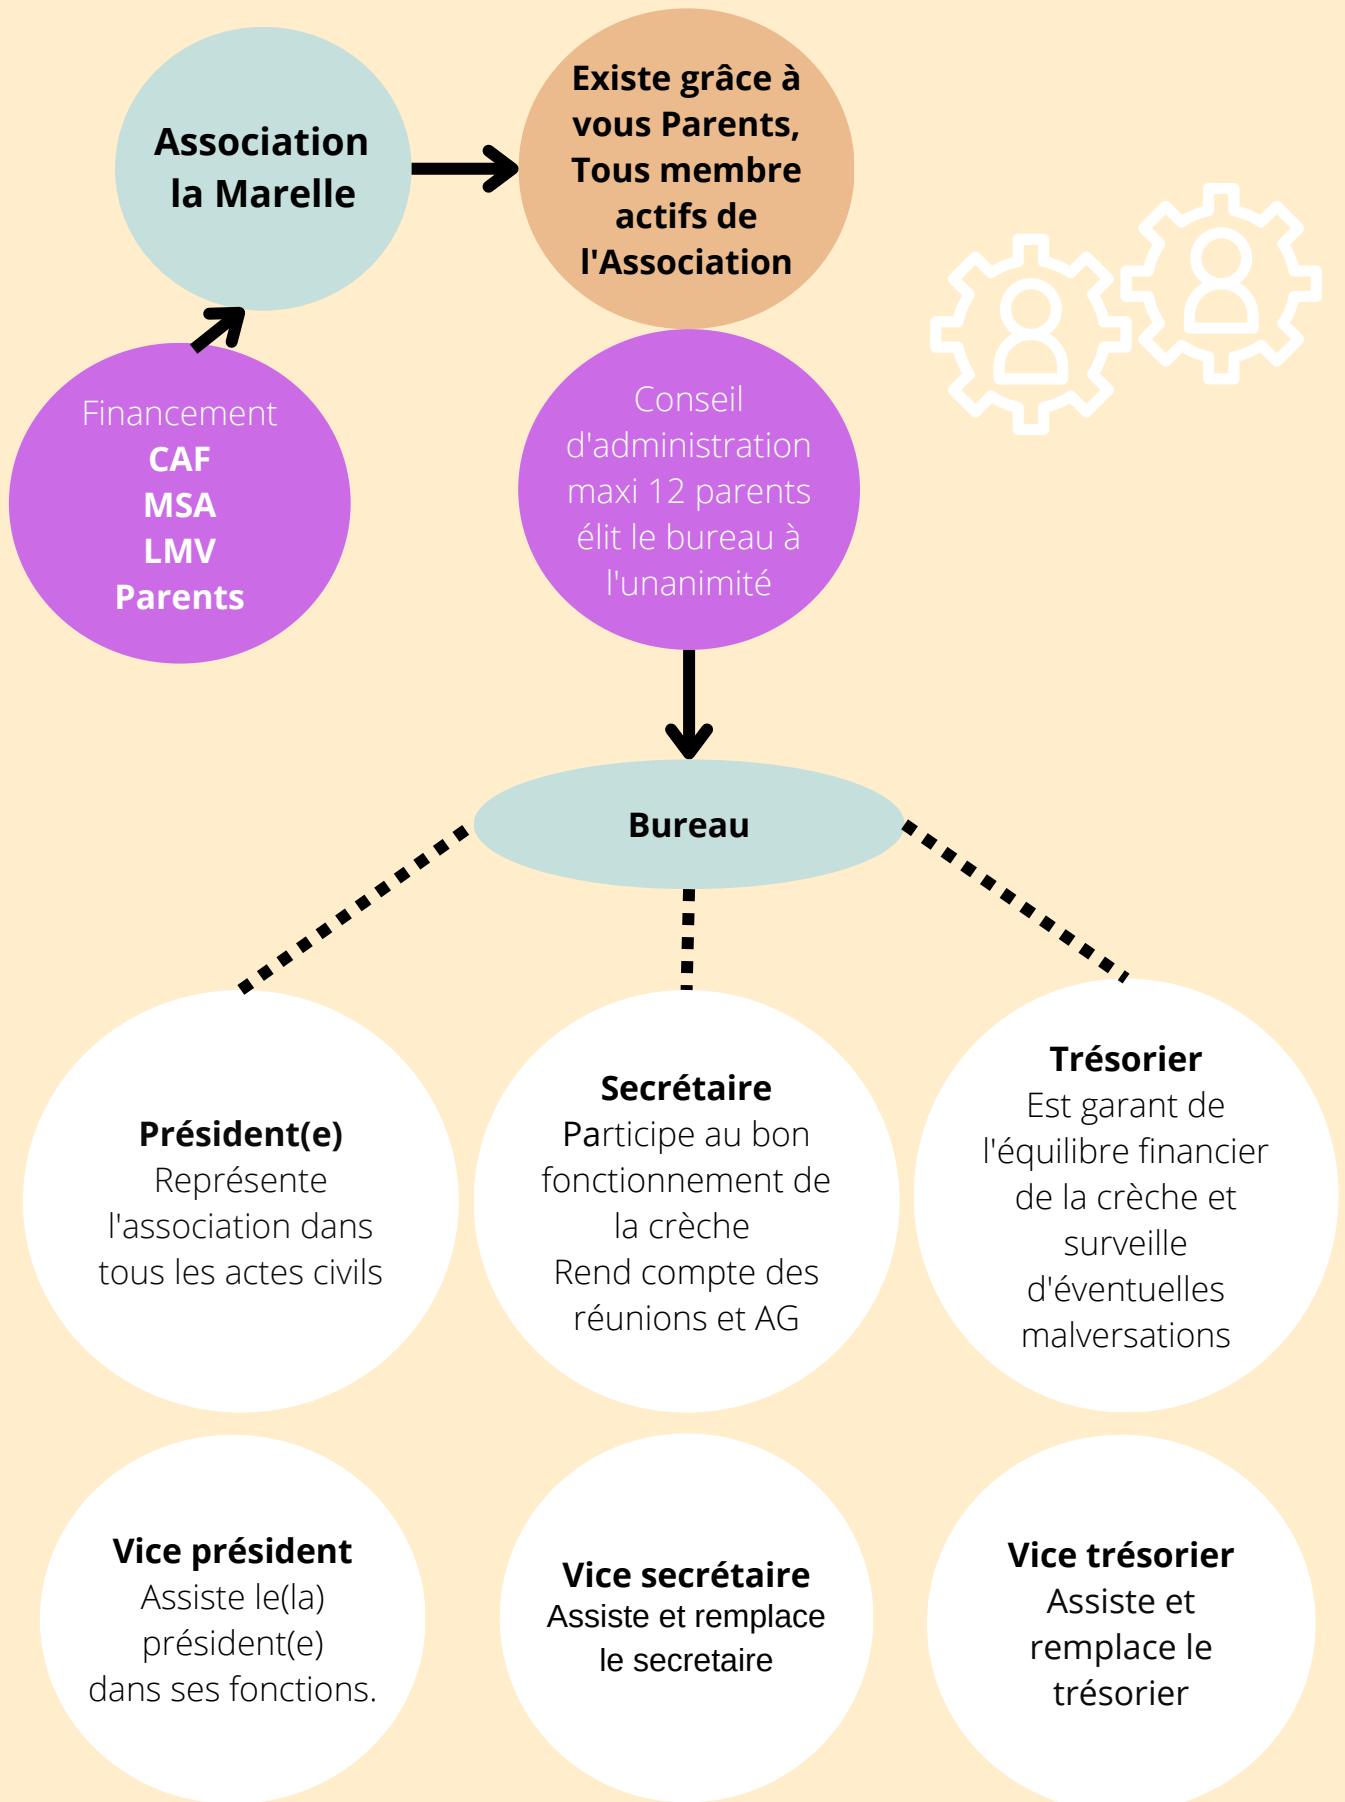 Association
la Marelle
Existe grâce à
vous Parents,
Tous membre
actifs de
l'Association
Financement
CAF
MSA
LMV
Parents
Conseil
d'administration
maxi 12 parents
élit le bureau à
l'unanimité
Bureau
Président(e)
Représente
l'association dans
tous les actes civils
Secrétaire
Participe au bon
fonctionnement de
la crèche
Rend compte des
réunions et AG
Trésorier
Est garant de
l'équilibre financier
de la crèche et
surveille
d'éventuelles
malversations
Vice président
Assiste le(la)
président(e)
dans ses fonctions.
Vice secrétaire
Assiste et remplace
le secretaire
Vice trésorier
Assiste et
remplace le
trésorier